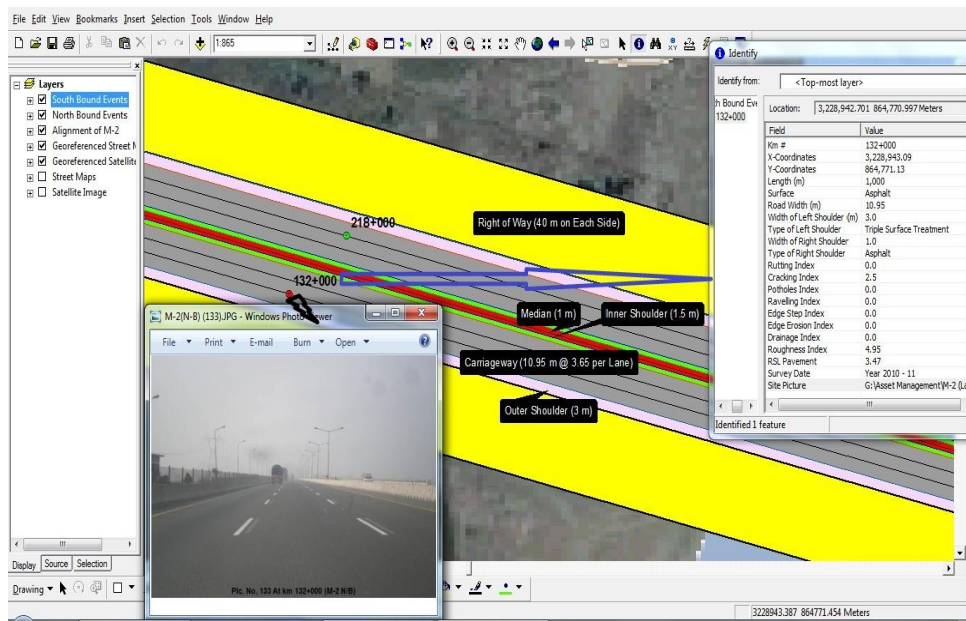 File Edit View Bookmarks Insert Selection Tools Window Help
1:865
Layers
South Bound Events
North Bound Events
Alignment of M-2
Georeferenced Street
Georeferenced Satellit
Street Maps
Satellite Image
Display Source Selection
Drawing
218+000
132+000
Right of Way (40 m on Each Side)
Median (1 m)
Inner Shoulder (1.5 m)
Carriageway (10.95 m @ 3.65 per Lane)
Outer Shoulder (3 m)
M-2(N-B) (133).JPG - Windows Photo Viewer
File Print E-mail Burn Open
Pic. No. 133 At km 132+000 (M-2 N/B)
Identify
Identify from: <Top-most layer>
h Bound Eve
132+000
Location: 3,228,942.701 864,770.997 Meters
Field Value
Km # 132+000
X-Coordinates 3,228,943.09
Y-Coordinates 864,771.13
Length (m) 1,000
Surface Asphalt
Road Width (m) 10.95
Width of Left Shoulder (m) 3.0
Type of Left Shoulder Triple Surface Treatment
Width of Right Shoulder 1.0
Type of Right Shoulder Asphalt
Rutting Index 0.0
Cracking Index 2.5
Potholes Index 0.0
Raveling Index 0.0
Edge Step Index 0.0
Edge Erosion Index 0.0
Drainage Index 0.0
Roughness Index 4.95
RSL Pavement 3.47
Survey Date Year 2010 - 11
Site Picture G:\Asset Management\M-2 (La
Identified 1 feature
3228943.387 864771.454 Meters